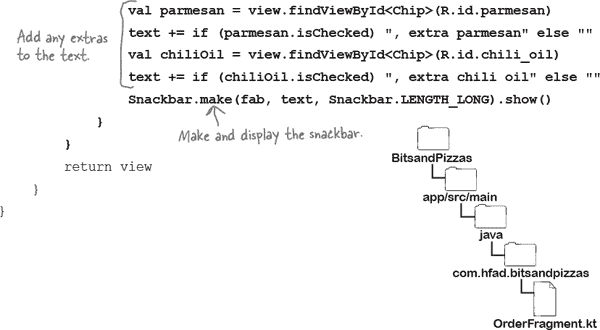 Add any extras
to the text.
val parmesan = view.findViewById<Chip>(R.id.parmesan)
text += if (parmesan.isChecked) ", extra parmesan" else ""
val chiliOil = view.findViewById<Chip>(R.id.chili_oil)
text += if (chiliOil.isChecked) ", extra chili oil" else ""
Snackbar.make(fab, text, Snackbar.LENGTH_LONG).show()
}
Make and display the snackbar.
}
return view
}
}
BitsandPizzas
app/src/main
java
com.hfad.bitsandpizzas
OrderFragment.kt